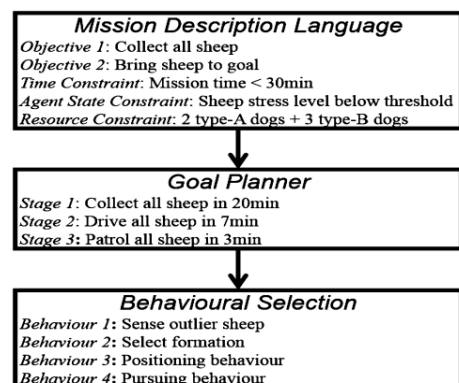 Mission Description Language
Objective 1: Collect all sheep
Objective 2: Bring sheep to goal
Time Constraint: Mission time < 30min
Agent State Constraint: Sheep stress level below threshold
Resource Constraint: 2 type-A dogs + 3 type-B dogs
Goal Planner
Stage 1: Collect all sheep in 20min
Stage 2: Drive all sheep in 7min
Stage 3: Patrol all sheep in 3min
Behavioural Selection
Behaviour 1: Sense outlier sheep
Behaviour 2: Select formation
Behaviour 3: Positioning behaviour
Behaviour 4: Pursuing behaviour